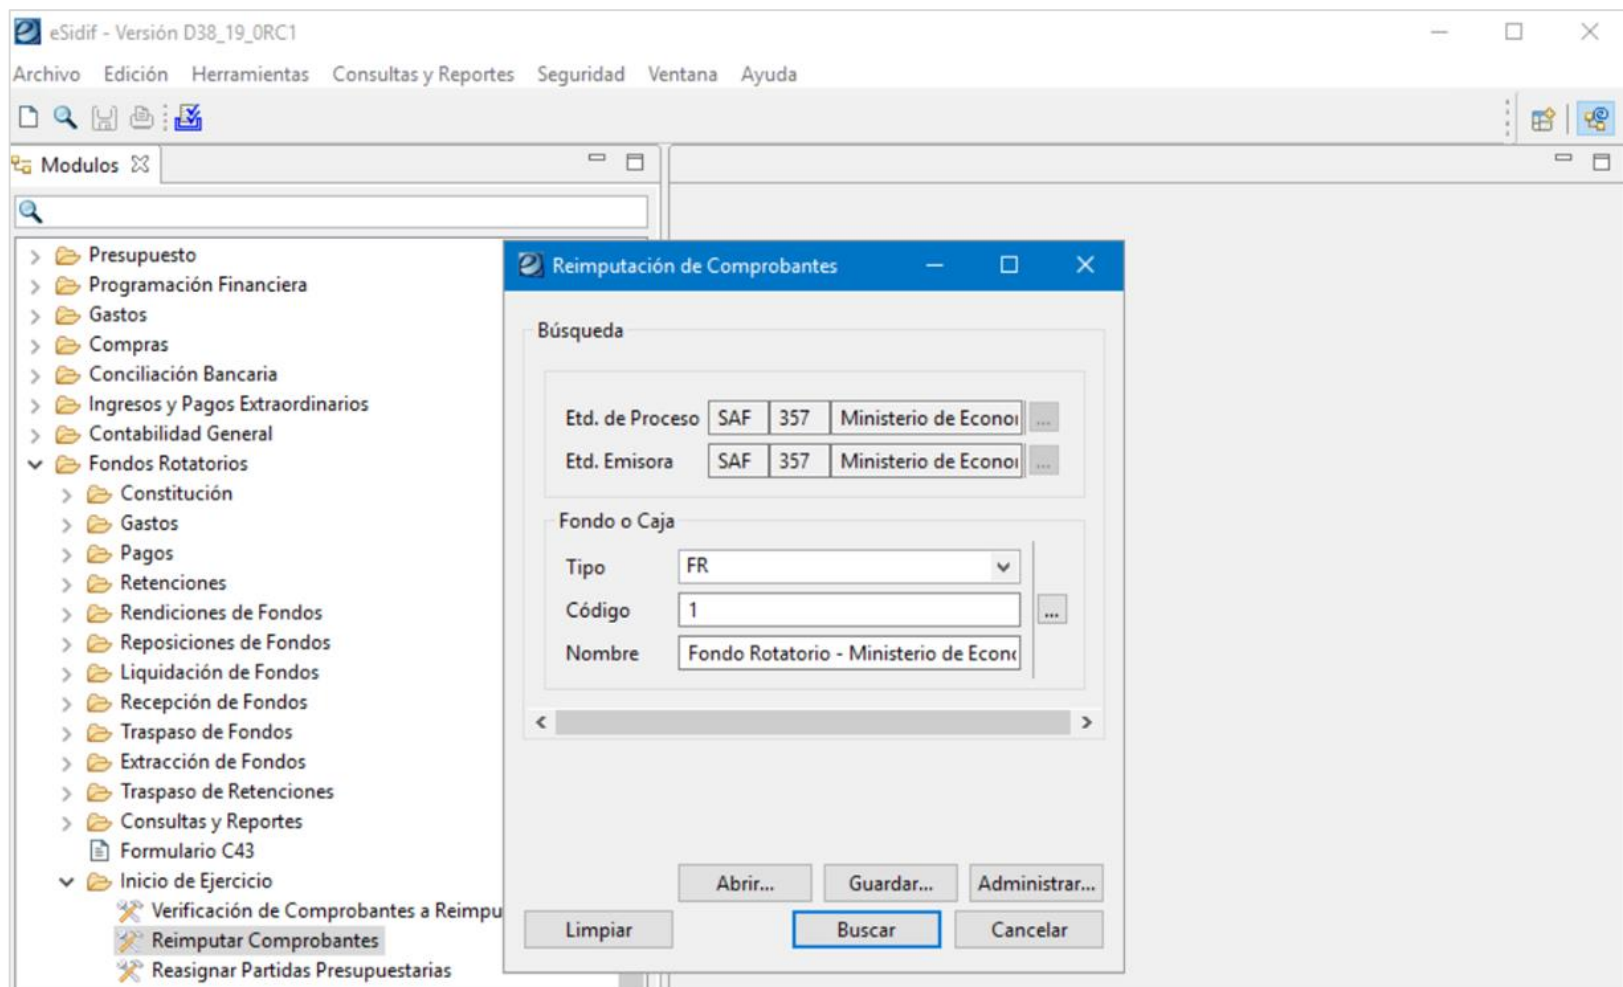 eSidif - Versión D38_19_0RC1
Archivo Edición Herramientas Consultas y Reportes Seguridad Ventana Ayuda
Modulos
Presupuesto
Programación Financiera
Gastos
Compras
Conciliación Bancaria
Ingresos y Pagos Extraordinarios
Contabilidad General
Fondos Rotatorios
Constitución
Gastos
Pagos
Retenciones
Rendiciones de Fondos
Reposiciones de Fondos
Liquidación de Fondos
Recepción de Fondos
Traspaso de Fondos
Extracción de Fondos
Traspaso de Retenciones
Consultas y Reportes
Formulario C43
Inicio de Ejercicio
Verificación de Comprobantes a Reimpu
Reimputar Comprobantes
Reasignar Partidas Presupuestarias
Reimputación de Comprobantes
Búsqueda
Etd. de Proceso SAF 357 Ministerio de Econo ...
Etd. Emisora SAF 357 Ministerio de Econo ...
Fondo o Caja
Tipo FR
Código 1 ...
Nombre Fondo Rotatorio - Ministerio de Econo
Abrir... Guardar... Administrar...
Limpiar Buscar Cancelar